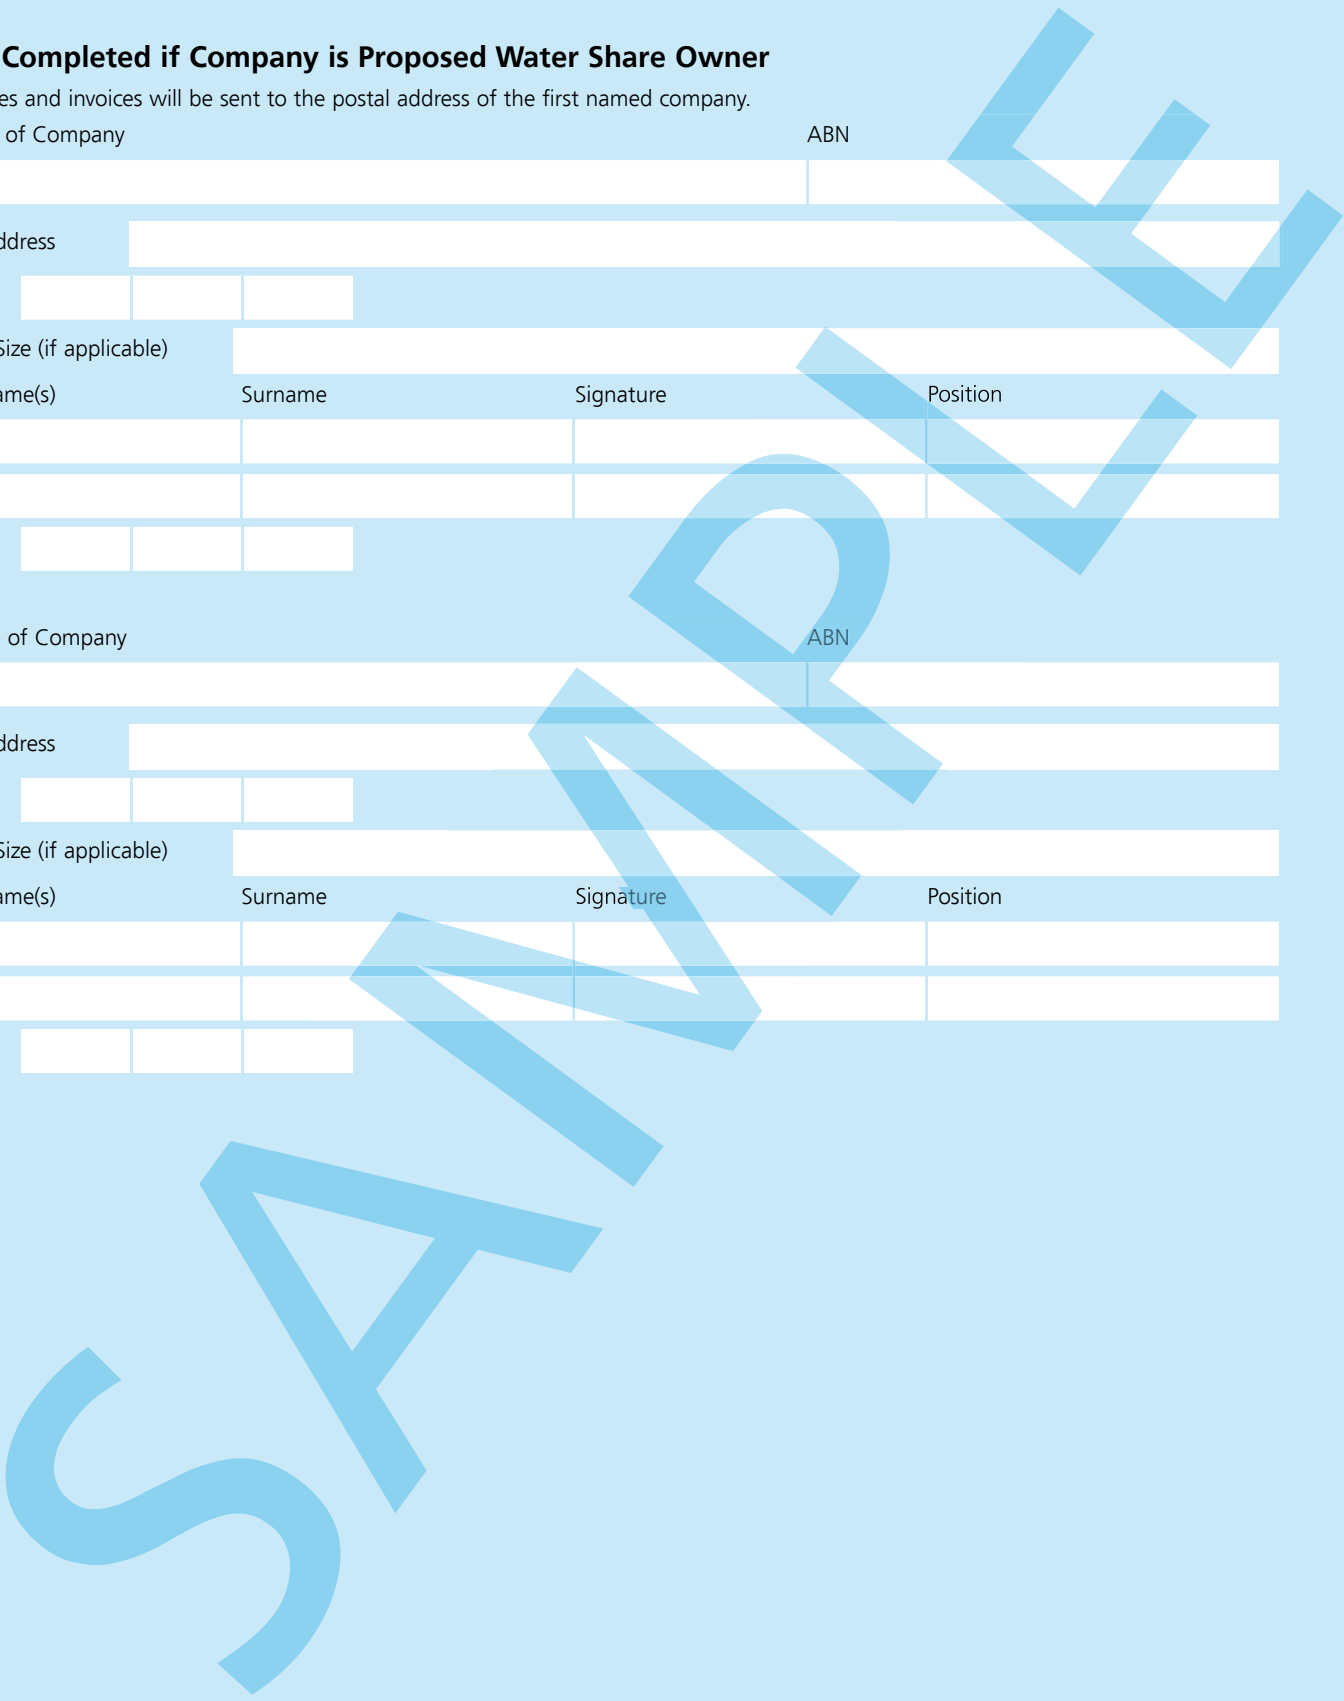 Completed if Company is Proposed Water Share Owner
es and invoices will be sent to the postal address of the first named company.
of Company ABN
ddress
Size (if applicable)
ame(s) Surname Signature Position
of Company ABN
ddress
Size (if applicable)
ame(s) Surname Signature Position
SAMPLE